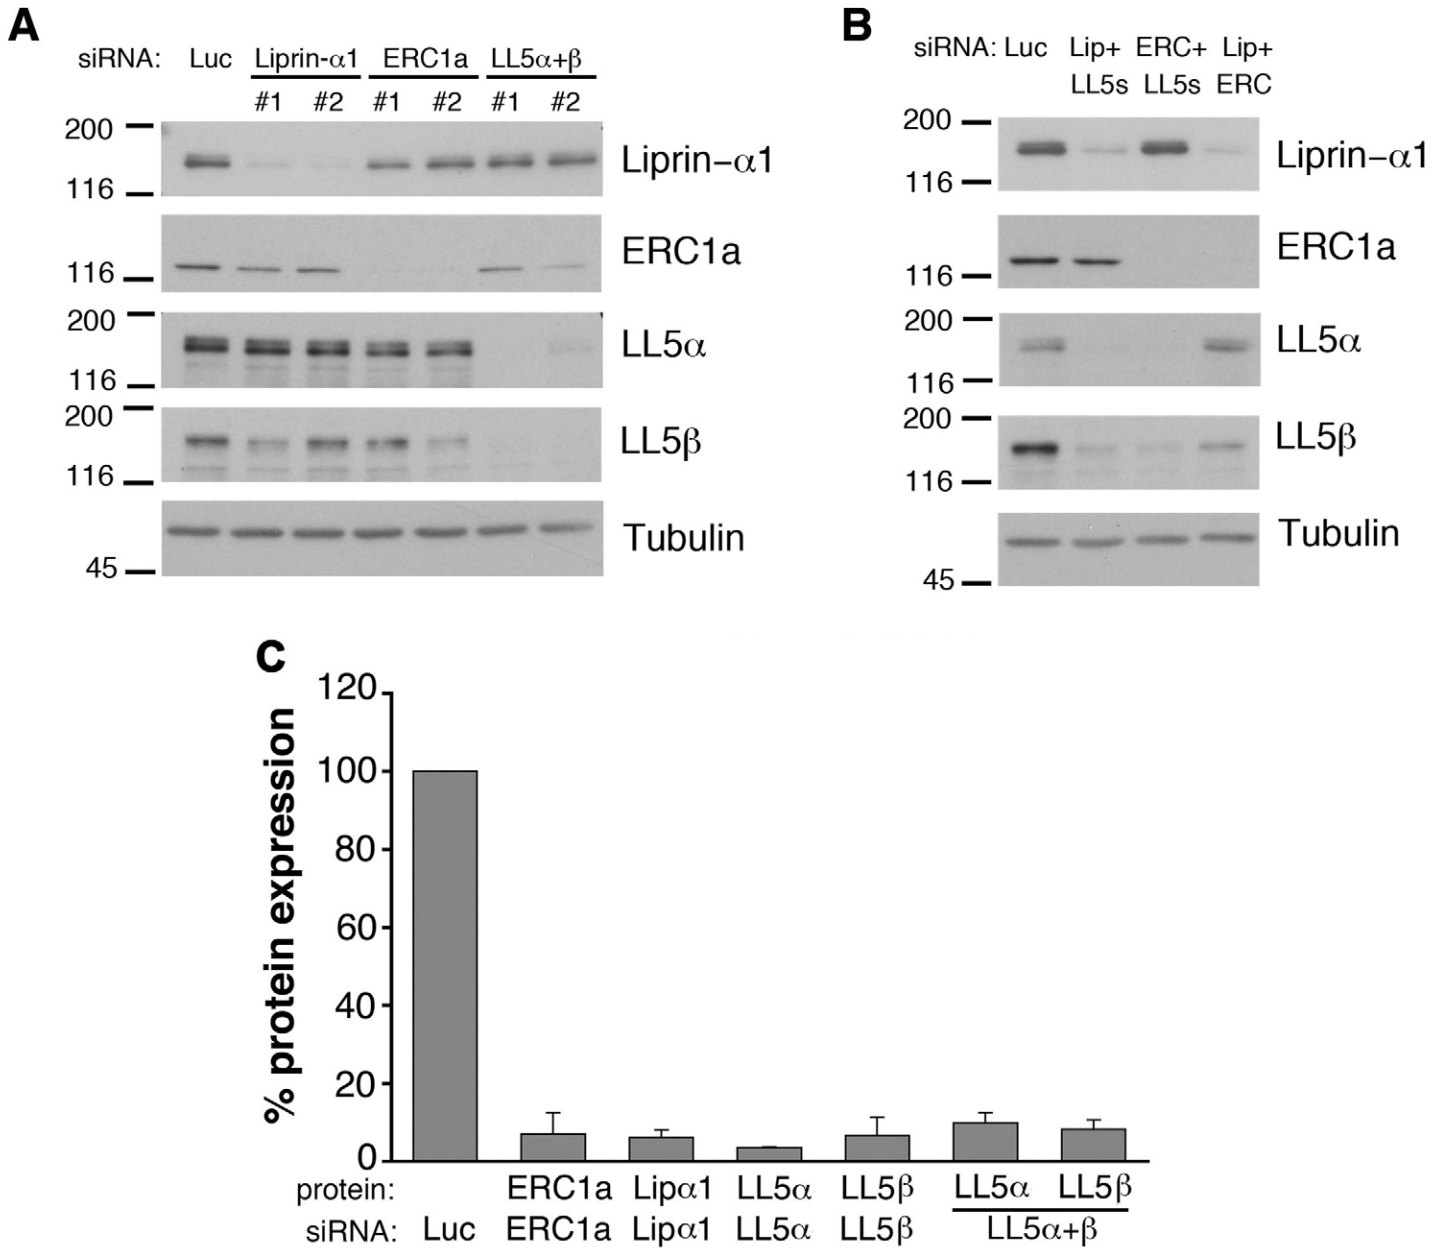 A
siRNA: Luc Liprin-α1 ERC1a LL5α+β
#1 #2 #1 #2 #1 #2
200
116
Liprin−α1
116
ERC1a
200
116
LL5α
200
116
LL5β
45
Tubulin
B
siRNA: Luc Lip+ ERC+ Lip+
LL5s LL5s ERC
200
116
Liprin−α1
116
ERC1a
200
116
LL5α
200
116
LL5β
45
Tubulin
C
% protein expression
120
100
80
60
40
20
0
protein: ERC1a Lipα1 LL5α LL5β LL5α LL5β
siRNA: Luc ERC1a Lipα1 LL5α LL5β LL5α+β